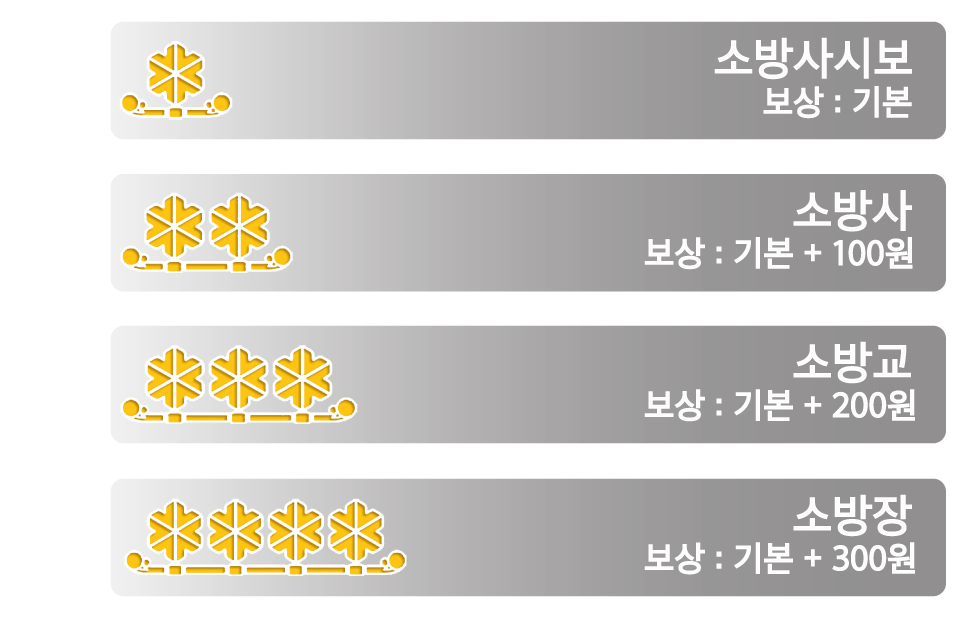 소방사시보
보상 : 기본
소방사
보상 : 기본 + 100원
소방교
보상 : 기본 + 200원
소방장
보상 : 기본 + 300원